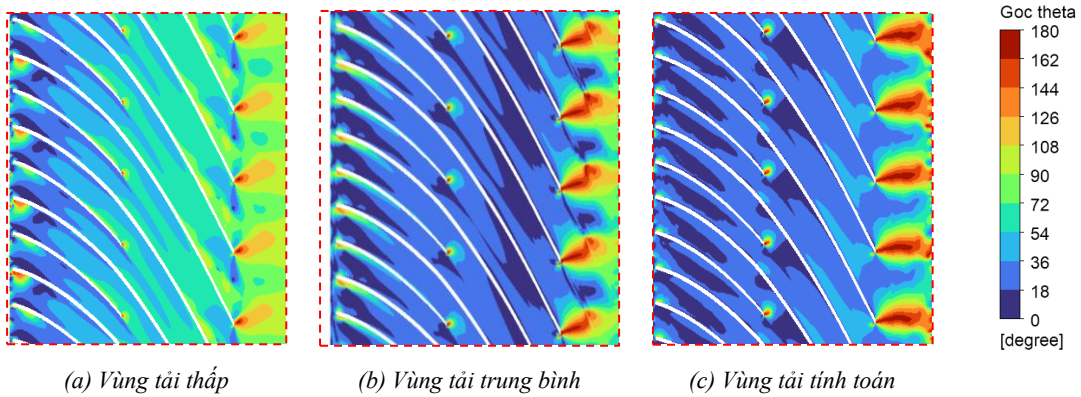 Goc theta
180
162
144
126
108
90
72
54
36
18
0
[degree]
(a) Vùng tải thấp
(b) Vùng tải trung bình
(c) Vùng tải tính toán